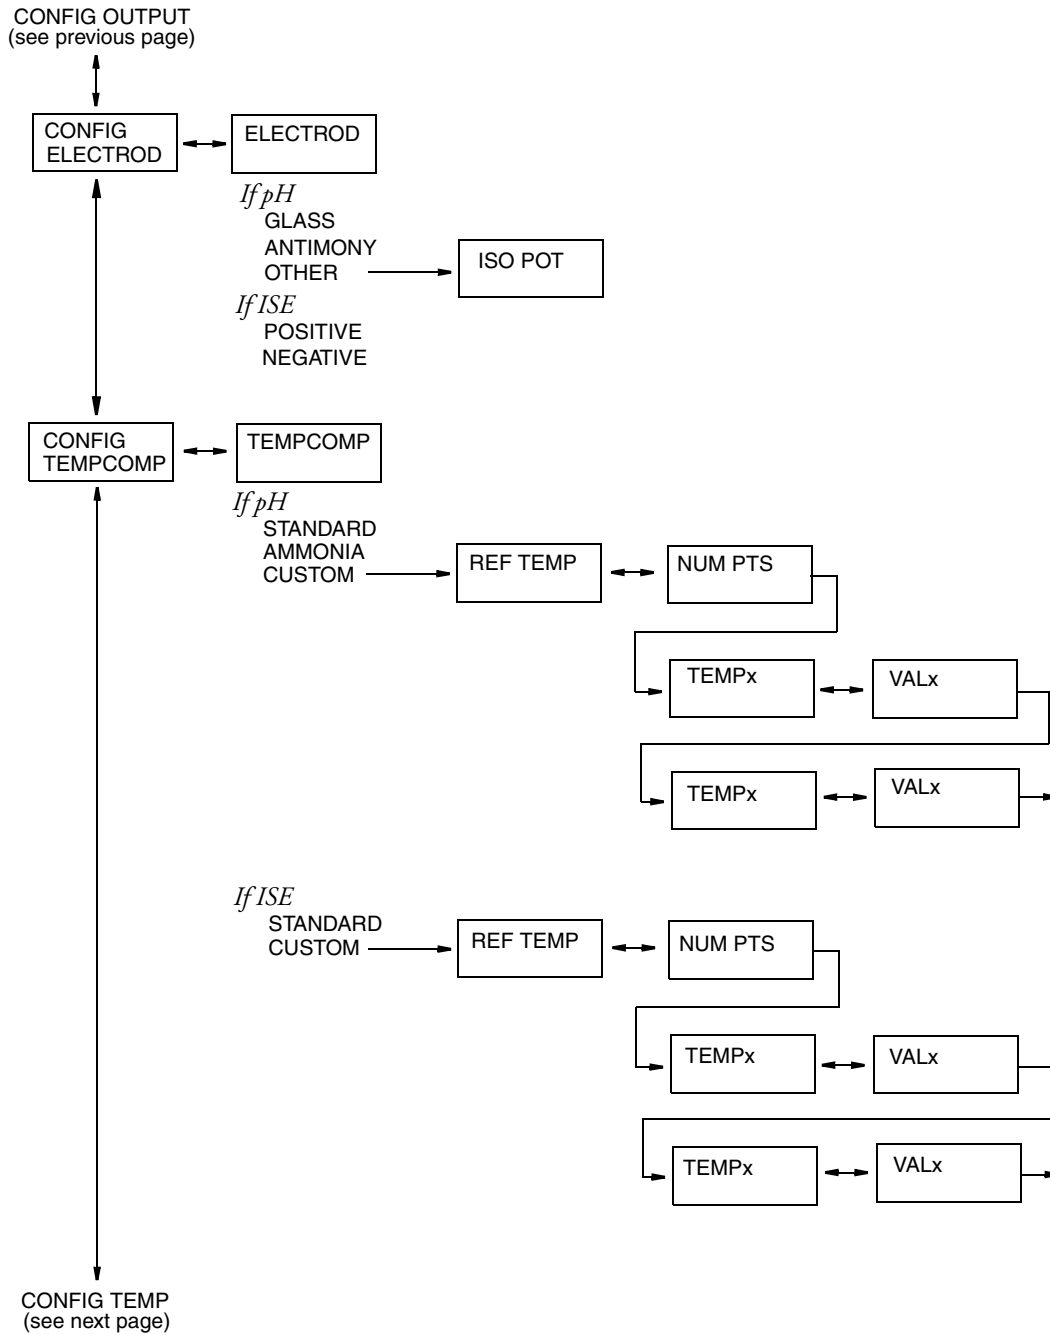 CONFIG OUTPUT
(see previous page)
CONFIG
ELECTROD
ELECTROD
If pH
GLASS
ANTIMONY
OTHER
ISO POT
If ISE
POSITIVE
NEGATIVE
CONFIG
TEMPCOMP
TEMPCOMP
If pH
STANDARD
AMMONIA
CUSTOM
REF TEMP
NUM PTS
TEMPx
VALx
TEMPx
VALx
If ISE
STANDARD
CUSTOM
REF TEMP
NUM PTS
TEMPx
VALx
TEMPx
VALx
CONFIG TEMP
(see next page)